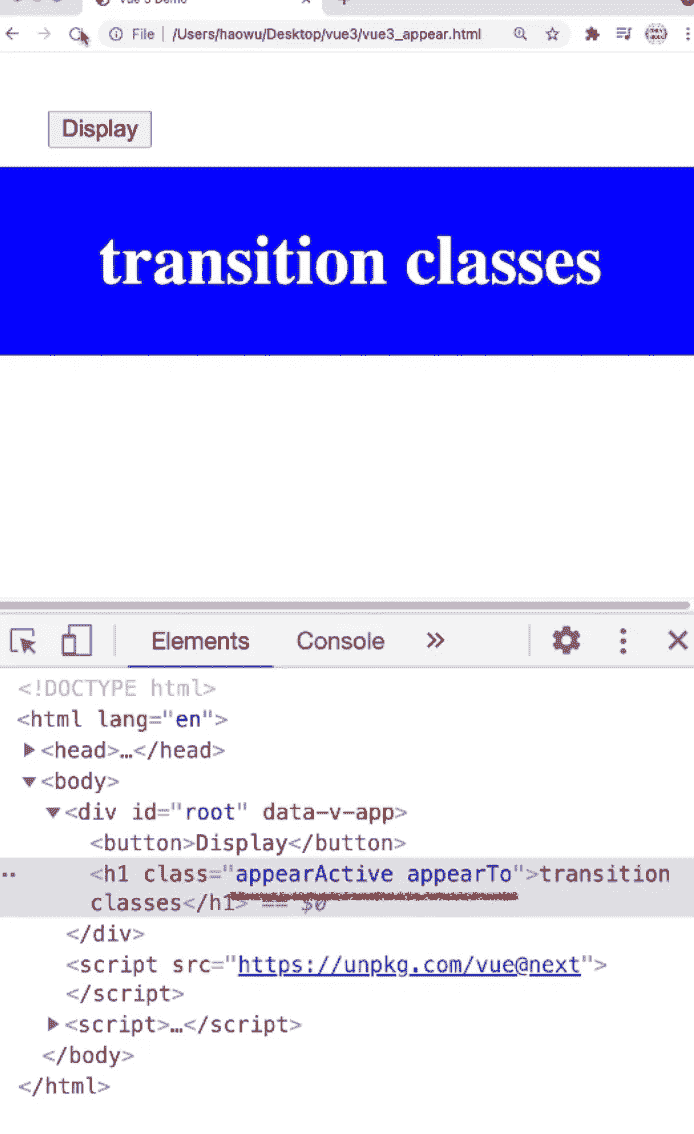 Vue 3 Demo
File | /Users/haowu/Desktop/vue3/vue3_appear.html
Display
transition classes
Elements Console »
<!DOCTYPE html>
<html lang="en">
<head>…</head>
<body>
<div id="root" data-v-app>
<button>Display</button>
<h1 class="appearActive appearTo">transition
classes</h1> == $0
</div>
<script src="https://unpkg.com/vue@next">
</script>
<script>…</script>
</body>
</html>